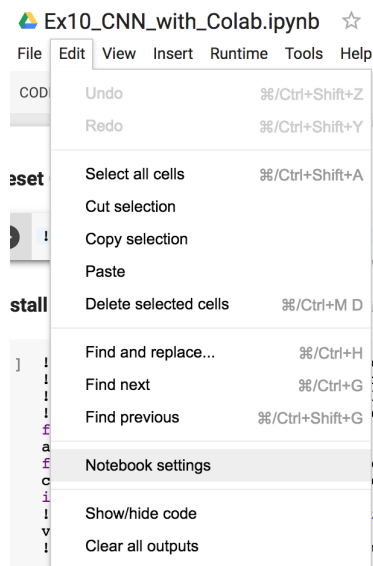 Ex10_CNN_with_Colab.ipynb
File Edit View Insert Runtime Tools Help
Undo ⌘/Ctrl+Shift+Z
Redo ⌘/Ctrl+Shift+Y
Select all cells ⌘/Ctrl+Shift+A
Cut selection
Copy selection
! Paste
stall Delete selected cells ⌘/Ctrl+M D
] ! Find and replace... ⌘/Ctrl+H
! Find next ⌘/Ctrl+G
! Find previous ⌘/Ctrl+Shift+G
Notebook settings
Show/hide code
Clear all outputs